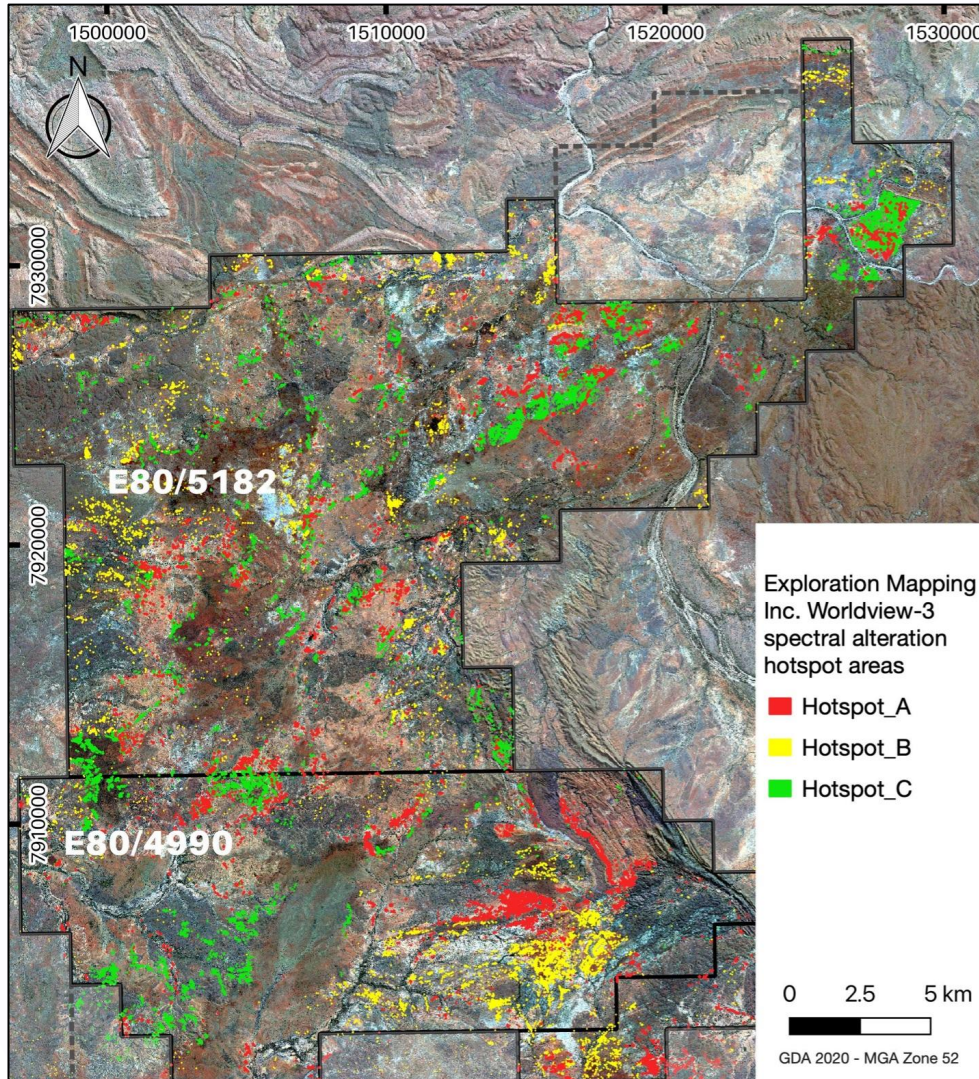 1500000
1510000
1520000
1530000
N
7930000
E80/5182
7920000
Exploration Mapping
Inc. Worldview-3
spectral alteration
hotspot areas
Hotspot_A
Hotspot_B
Hotspot_C
7910000
E80/4990
0 2.5 5 km
GDA 2020 - MGA Zone 52